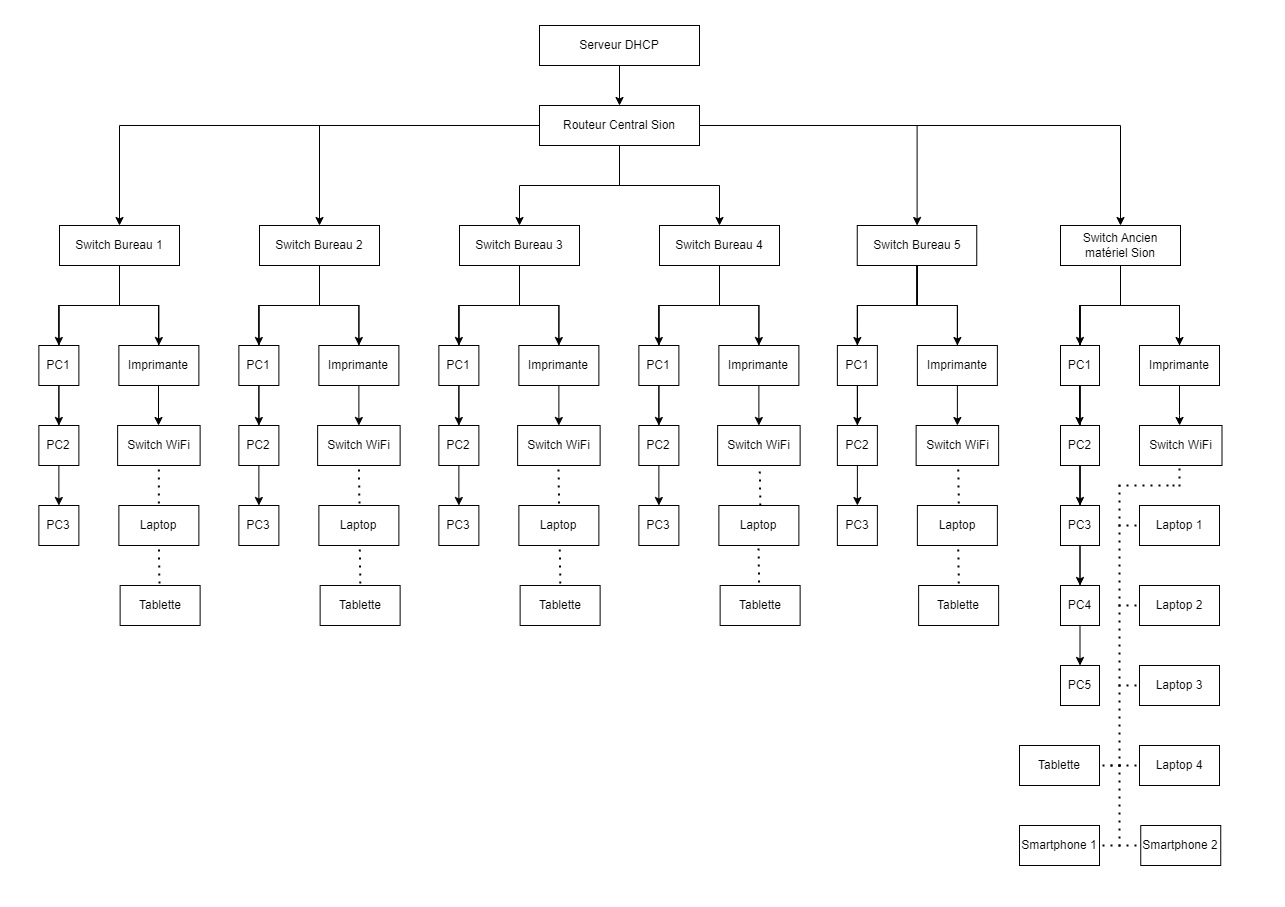 Serveur DHCP
Routeur Central Sion
Switch Bureau 1
Switch Bureau 2
Switch Bureau 3
Switch Bureau 4
Switch Bureau 5
Switch Ancien
matériel Sion
PC1
Imprimante
PC1
Imprimante
PC1
Imprimante
PC1
Imprimante
PC1
Imprimante
PC1
Imprimante
PC2
Switch WiFi
PC2
Switch WiFi
PC2
Switch WiFi
PC2
Switch WiFi
PC2
Switch WiFi
PC2
Switch WiFi
PC3
Laptop
PC3
Laptop
PC3
Laptop
PC3
Laptop
PC3
Laptop
PC3
Laptop 1
Tablette
Tablette
Tablette
Tablette
Tablette
PC4
Laptop 2
PC5
Laptop 3
Tablette
Laptop 4
Smartphone 1
Smartphone 2